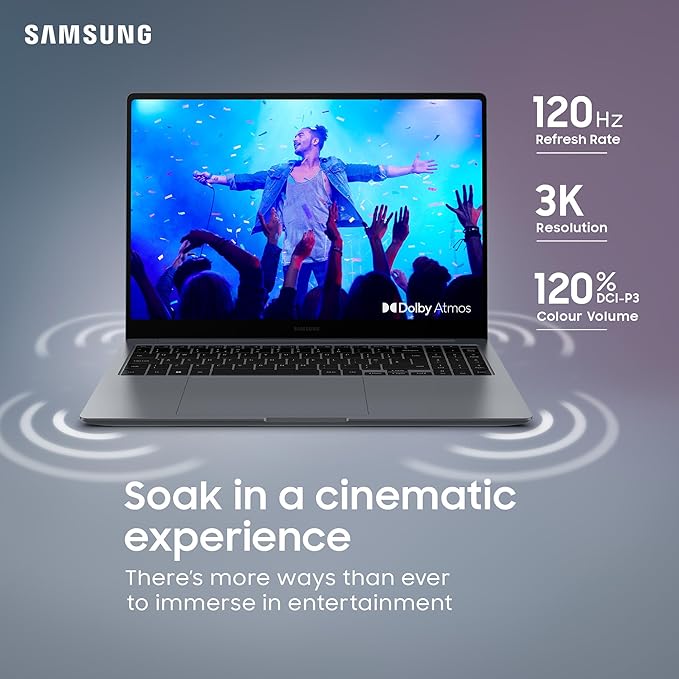 SAMSUNG
120Hz
Refresh Rate
3K
Resolution
120% DCI-P3
Colour Volume
Dolby Atmos
SAMSUNG
Soak in a cinematic
experience
There's more ways than ever
to immerse in entertainment